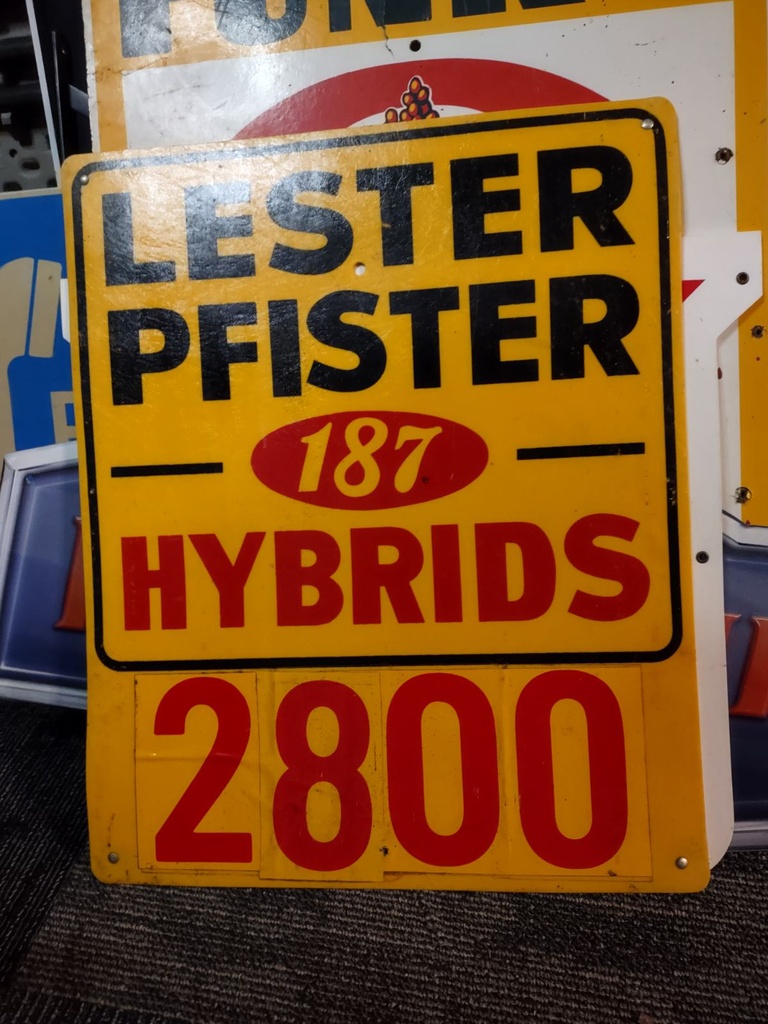 LESTER
PFISTER
187
HYBRIDS
2800